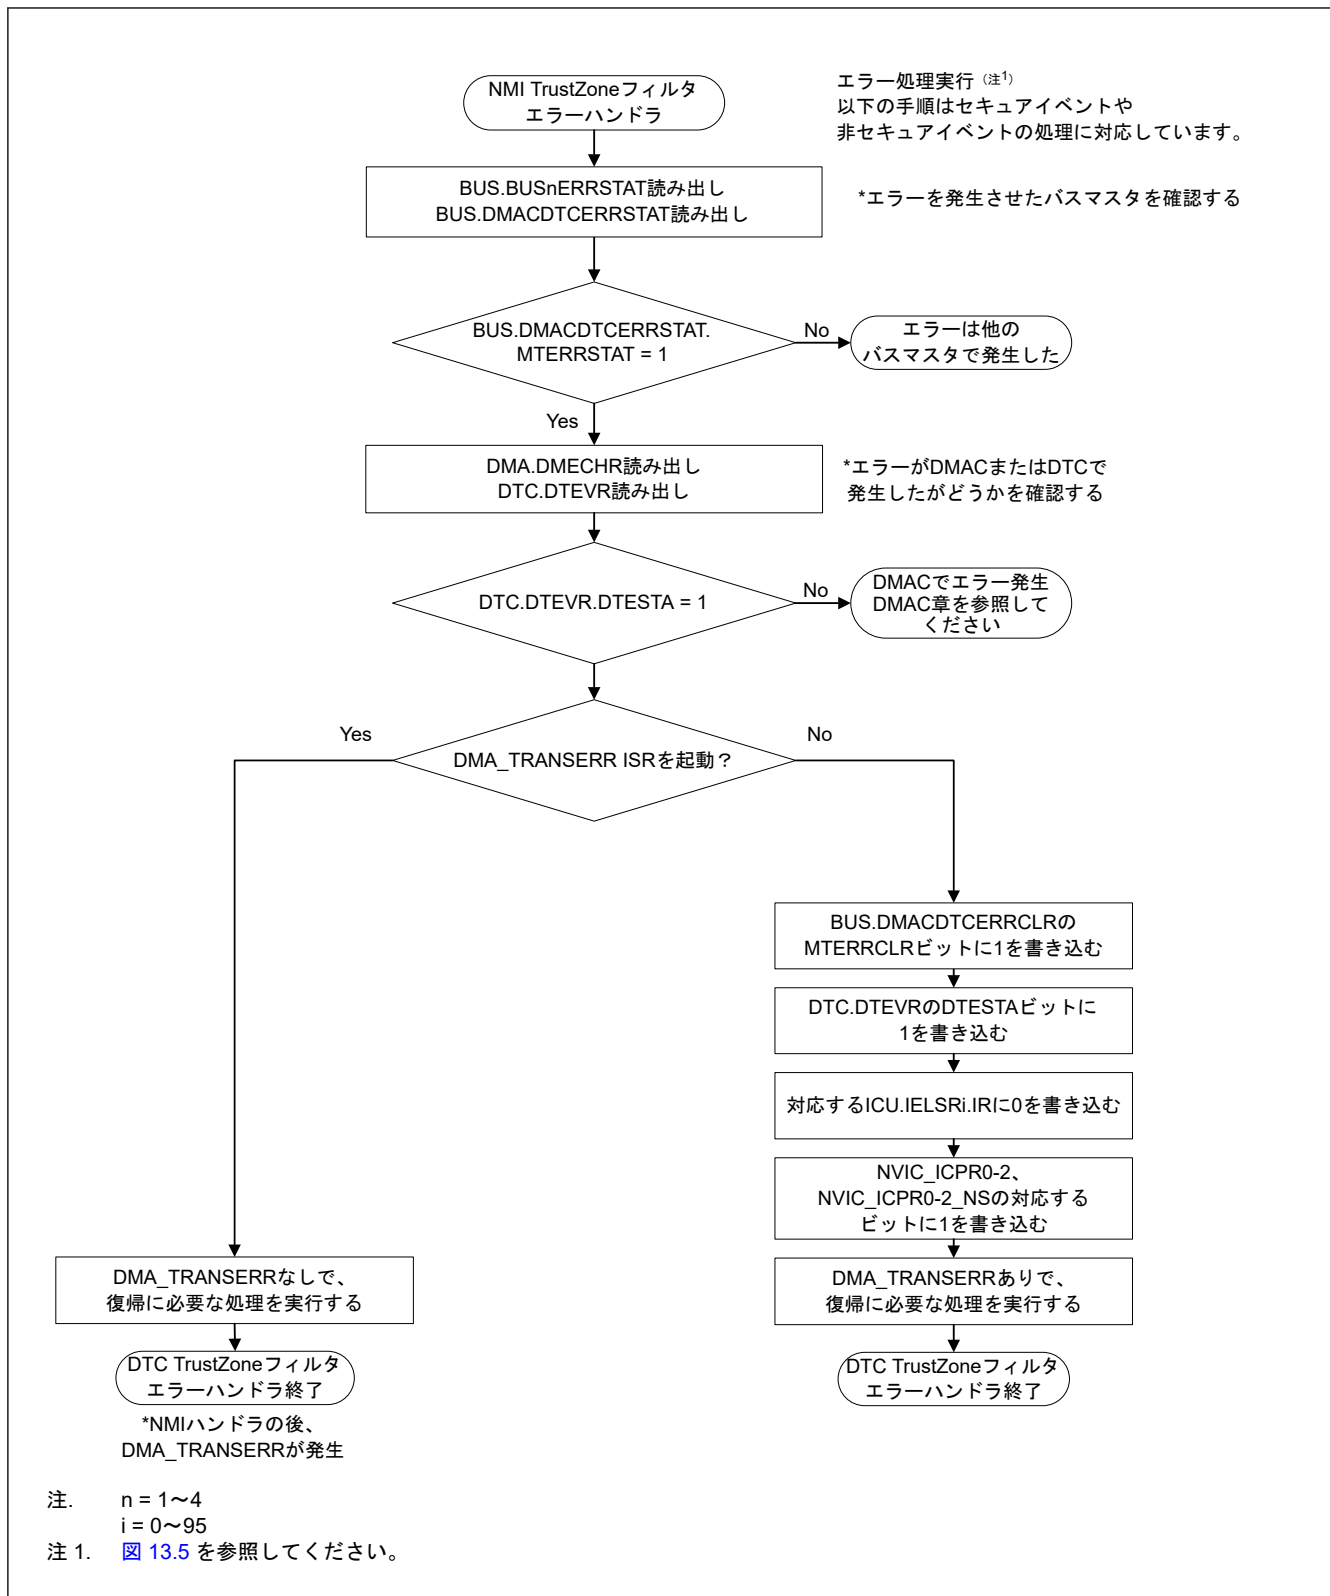 NMI TrustZoneフィルタ
エラーハンドラ
エラー処理実行（注1）
以下の手順はセキュアイベントや
非セキュアイベントの処理に対応しています。
BUS.BUSnERRSTAT読み出し
BUS.DMACDTCERRSTAT読み出し
*エラーを発生させたバスマスタを確認する
BUS.DMACDTCERRSTAT.
MTERRSTAT = 1
No
エラーは他の
バスマスタで発生した
Yes
DMA.DMECHR読み出し
DTC.DTEVR読み出し
*エラーがDMACまたはDTCで
発生したがどうかを確認する
DTC.DTEVR.DTESTA = 1
No
DMACでエラー発生
DMAC章を参照して
ください
Yes
DMA_TRANSERR ISRを起動？
No
BUS.DMACDTCERRCLRの
MTERRCLRビットに1を書き込む
DTC.DTEVRのDTESTAビットに
1を書き込む
対応するICU.IELSRi.IRに0を書き込む
NVIC_ICPR0-2、
NVIC_ICPR0-2_NSの対応する
ビットに1を書き込む
DMA_TRANSERRなしで、
復帰に必要な処理を実行する
DMA_TRANSERRありで、
復帰に必要な処理を実行する
DTC TrustZoneフィルタ
エラーハンドラ終了
DTC TrustZoneフィルタ
エラーハンドラ終了
*NMIハンドラの後、
DMA_TRANSERRが発生
注. n = 1～4
i = 0～95
注 1. 図 13.5 を参照してください。